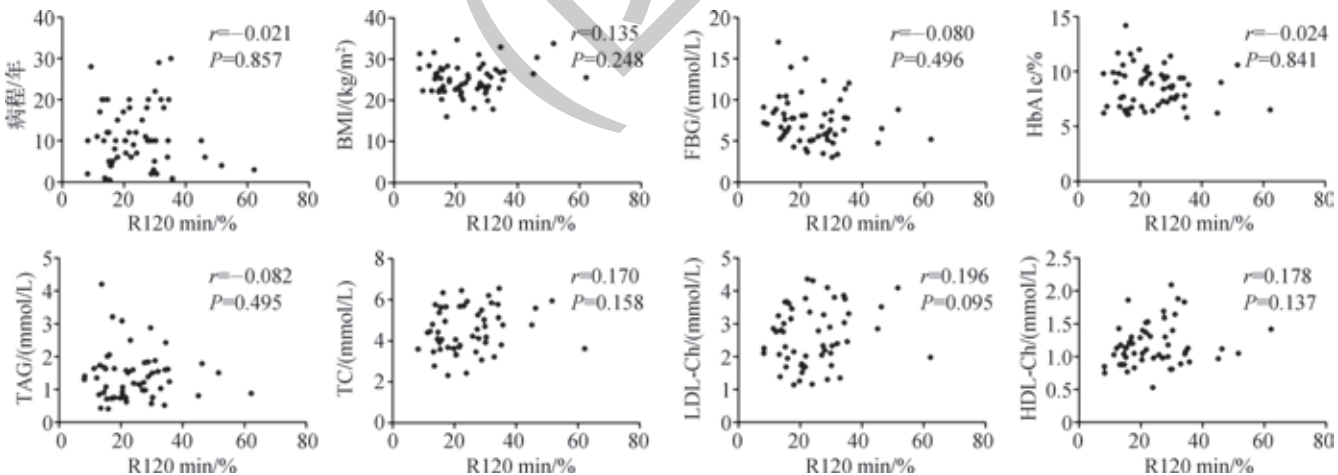 40
30
20
10
0
病程/年
r=−0.021
P=0.857
0 20 40 60 80
R120 min/%
40
30
20
10
0
BMI/(kg/m²)
r=0.135
P=0.248
0 20 40 60 80
R120 min/%
20
15
10
5
0
FBG/(mmol/L)
r=−0.080
P=0.496
0 20 40 60 80
R120 min/%
15
10
5
0
HbA1c/%
r=−0.024
P=0.841
0 20 40 60 80
R120 min/%
5
4
3
2
1
0
TAG/(mmol/L)
r=−0.082
P=0.495
0 20 40 60 80
R120 min/%
8
6
4
2
0
TC/(mmol/L)
r=0.170
P=0.158
0 20 40 60 80
R120 min/%
5
4
3
2
1
0
LDL-Ch/(mmol/L)
r=0.196
P=0.095
0 20 40 60 80
R120 min/%
2.5
2.0
1.5
1.0
0.5
0
HDL-Ch/(mmol/L)
r=0.178
P=0.137
0 20 40 60 80
R120 min/%